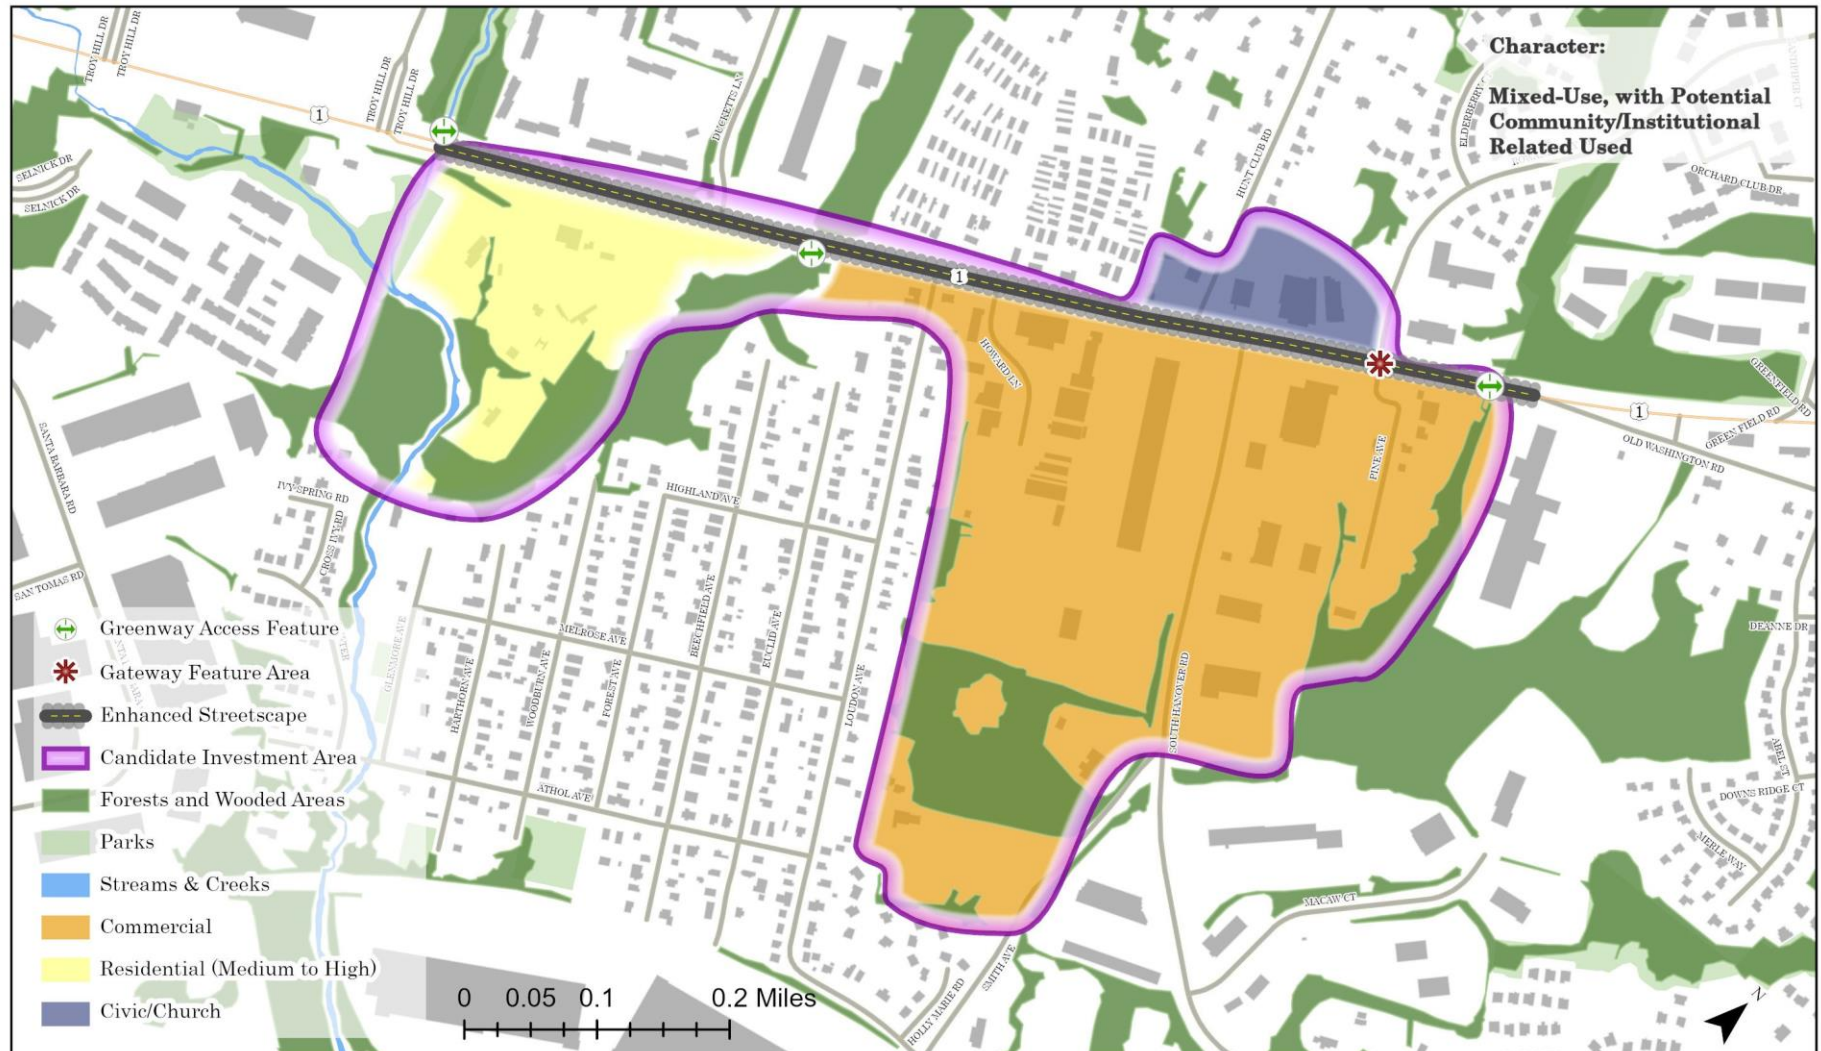 Character:
Mixed-Use, with Potential
Community/Institutional
Related Used
TROY HILL DR
TROY HILL DR
TROY HILL DR
TROY HILL DR
1
DUCKETTS LN
HUNT CLUB RD
ORCHARD CLUB DR
SELNICK DR
SELNICK DR
1
HOWARD LN
PINE AVE
1
GREENFIELD RD
GREEN FIELD RD
OLD WASHINGTON RD
SANTA BARBARA RD
SAN TOMAS RD
IVY SPRING RD
CROSS IVY RD
HIGHLAND AVE
GLENMORE AVE
MELROSE AVE
HARTHORN AVE
WOODBURN AVE
FOREST AVE
BEECHFIELD AVE
EUCLID AVE
LOUDON AVE
ATHOL AVE
SOUTH HANOVER RD
DEANNE DR
ABEL ST
DOWNS RIDGE CT
MERLE WAY
MACAW CT
SMITH AVE
HOLLY MARIE RD
Greenway Access Feature
Gateway Feature Area
Enhanced Streetscape
Candidate Investment Area
Forests and Wooded Areas
Parks
Streams & Creeks
Commercial
Residential (Medium to High)
Civic/Church
0 0.05 0.1 0.2 Miles
N